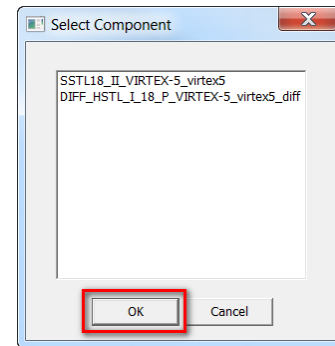 Select Component
SSTL18_II_VIRTEX-5_virtex5
DIFF_HSTL_I_18_P_VIRTEX-5_virtex5_diff
OK Cancel